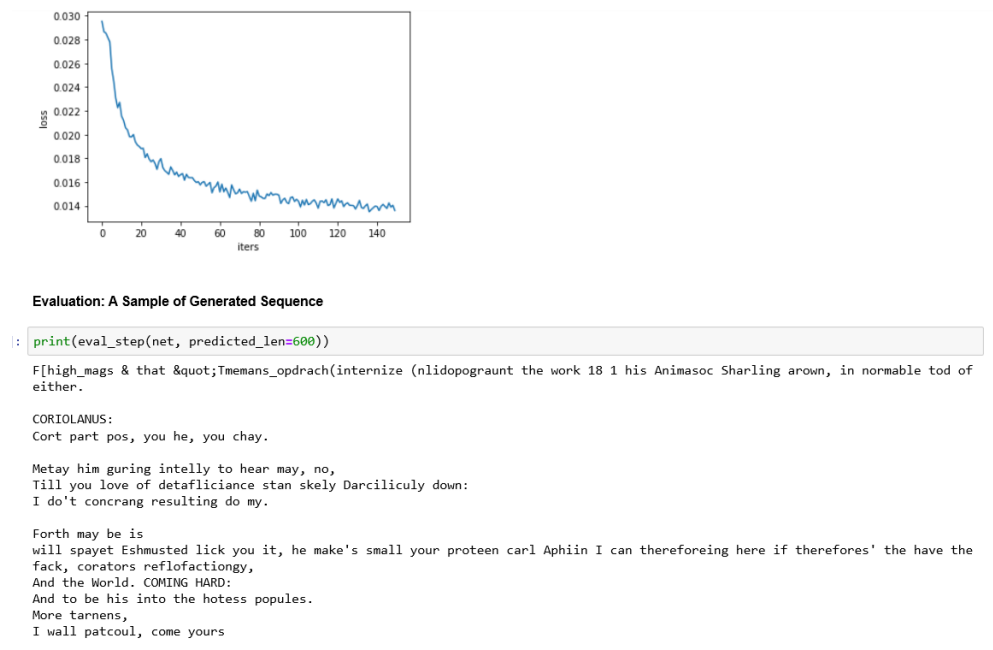 0.030
0.028
0.026
0.024
0.022
0.020
0.018
0.016
0.014
loss
0 20 40 60 80 100 120 140
iters
Evaluation: A Sample of Generated Sequence
: print(eval_step(net, predicted_len=600))
F[high_mags & that &quot;Tmemans_opdrach(internize (nlidopograunt the work 18 1 his Animasoc Sharling arown, in normable tod of
either.
CORIOLANUS:
Cort part pos, you he, you chay.
Metay him guring intelly to hear may, no,
Till you love of detafliciance stan skely Darciliculy down:
I do't concrang resulting do my.
Forth may be is
will spayet Eshmusted lick you it, he make's small your proteen carl Aphiin I can thereforeing here if therefores' the have the
fack, corators reflofactiongy,
And the World. COMING HARD:
And to be his into the hotess popules.
More tarnens,
I wall patcoul, come yours